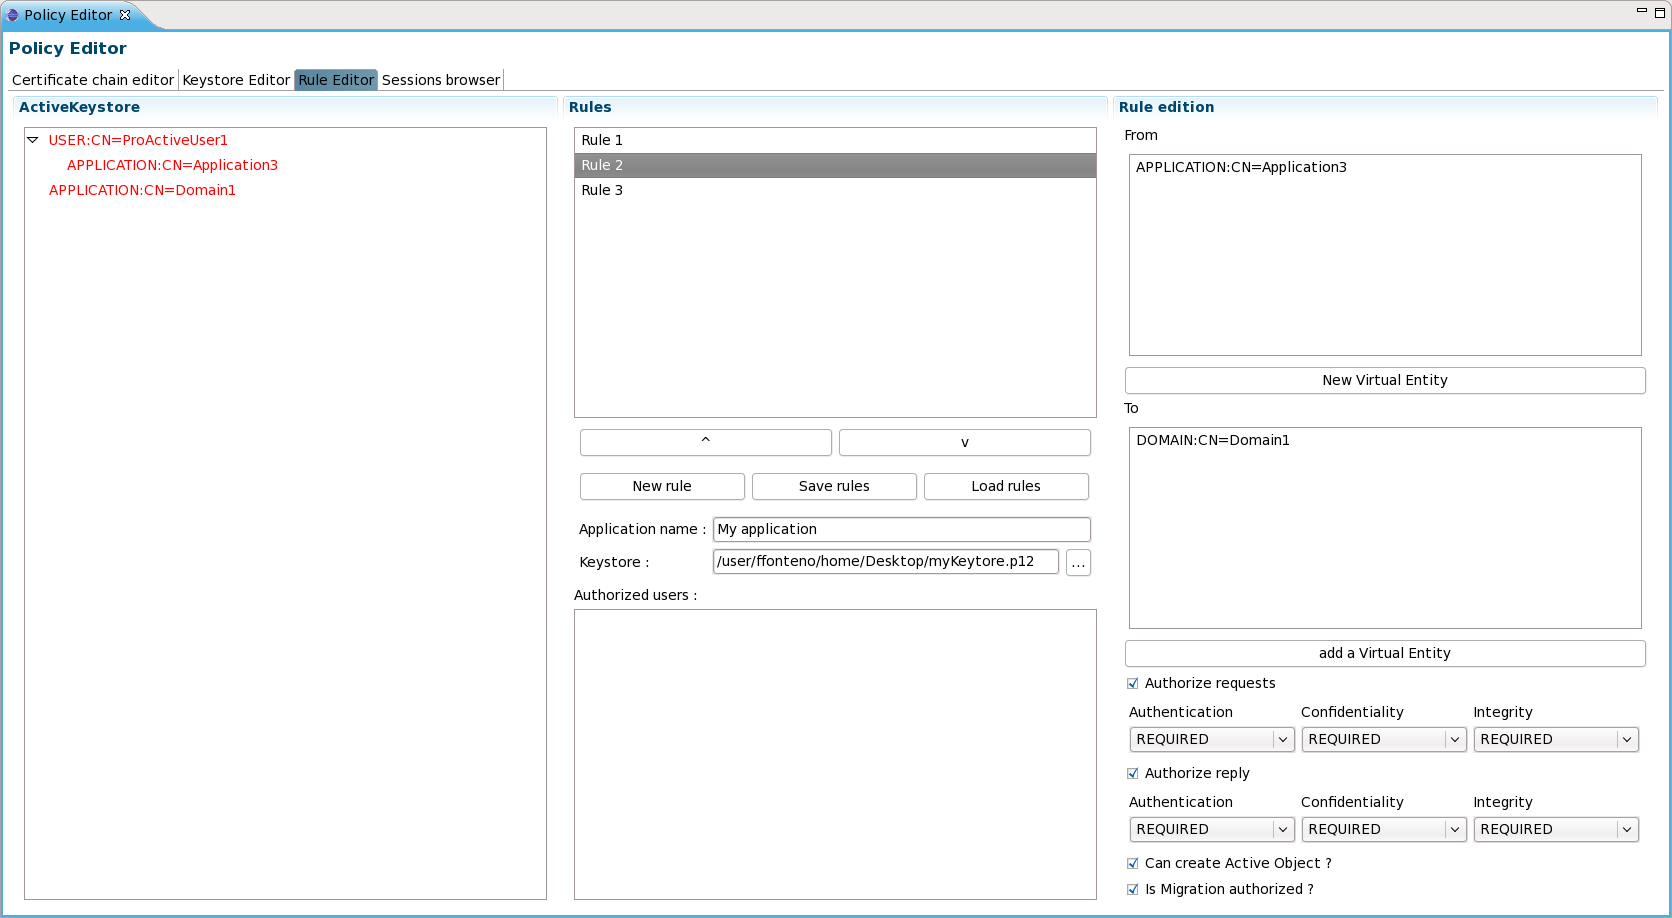 Policy Editor
Policy Editor
Certificate chain editor Keystore Editor Rule Editor Sessions browser
ActiveKeystore
USER:CN=ProActiveUser1
APPLICATION:CN=Application3
APPLICATION:CN=Domain1
Rules
Rule 1
Rule 2
Rule 3
^ v
New rule Save rules Load rules
Application name : My application
Keystore : /user/ffonteno/home/Desktop/myKeytore.p12 ...
Authorized users :
Rule edition
From
APPLICATION:CN=Application3
New Virtual Entity
To
DOMAIN:CN=Domain1
add a Virtual Entity
Authorize requests
Authentication Confidentiality Integrity
REQUIRED REQUIRED REQUIRED
Authorize reply
Authentication Confidentiality Integrity
REQUIRED REQUIRED REQUIRED
Can create Active Object ?
Is Migration authorized ?